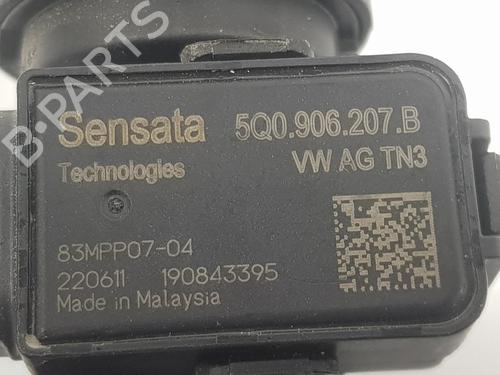 B-PARTS
Sensata 5Q0.906.207.B
Technologies VW AG TN3
83MPP07-04
220611 190843395
Made in Malaysia